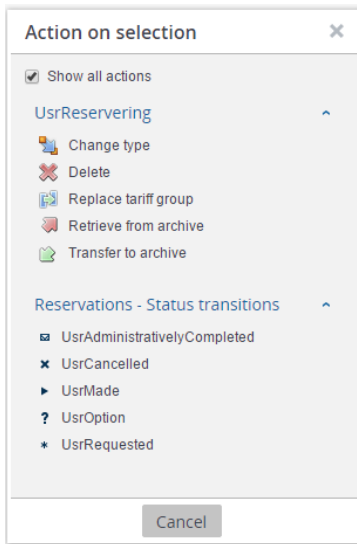 Action on selection
Show all actions
UsrReservering
Change type
Delete
Replace tariff group
Retrieve from archive
Transfer to archive
Reservations - Status transitions
UsrAdministrativelyCompleted
UsrCancelled
UsrMade
? UsrOption
* UsrRequested
Cancel